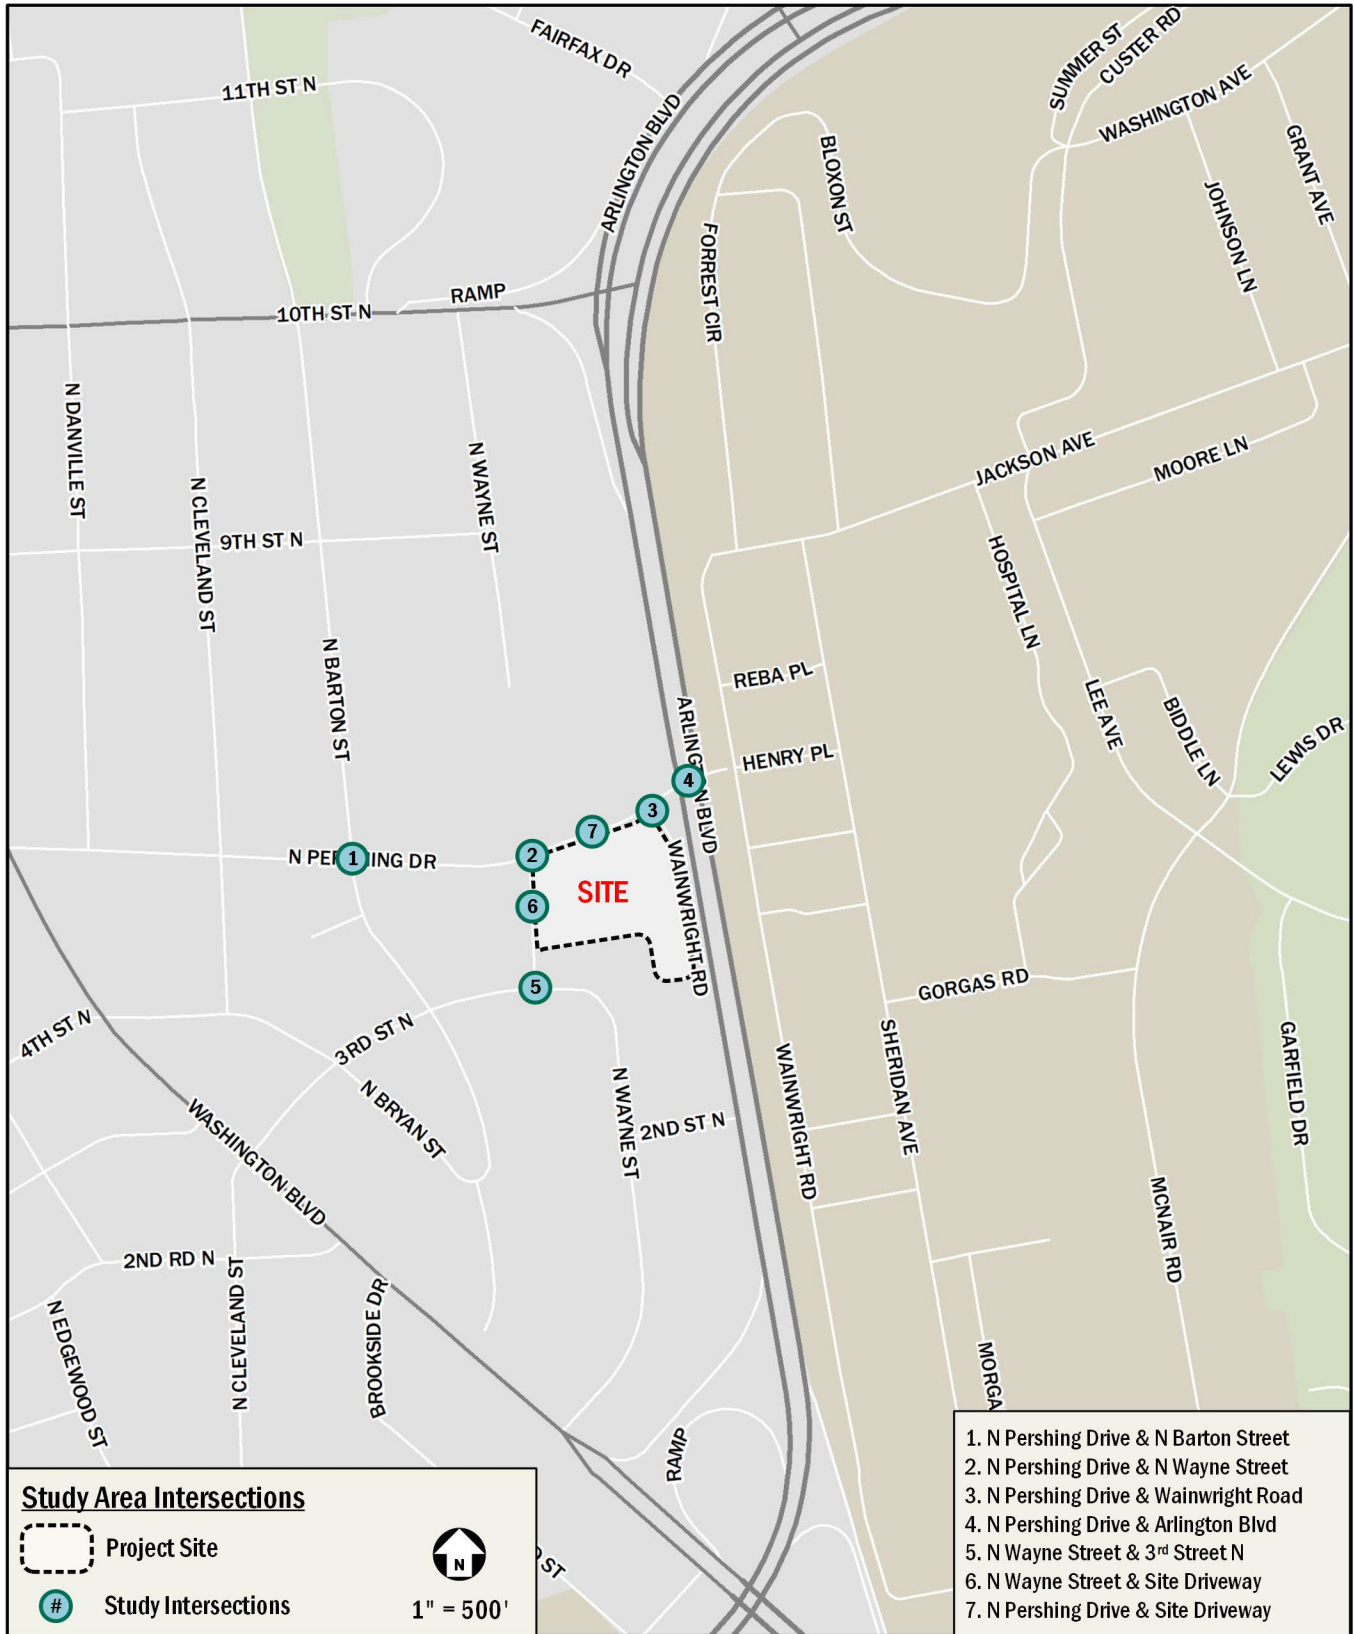 FAIRFAX DR
SUMMER ST
CUSTER RD
11TH ST N
ARLINGTON BLVD
WASHINGTON AVE
BLOXON ST
GRANT AVE
JOHNSON LN
FORREST CIR
RAMP
10TH ST N
N DANVILLE ST
N CLEVELAND ST
N WAYNE ST
JACKSON AVE
MOORE LN
9TH ST N
HOSPITAL LN
N BARTON ST
REBA PL
LEE AVE
BIDDLE LN
LEWIS DR
ARLINGTON BLVD
HENRY PL
4
3
7
N PERSHING DR
1
2
WAINWRIGHT RD
SITE
6
5
GORGAS RD
4TH ST N
3RD ST N
SHERIDAN AVE
GARFIELD DR
WAINWRIGHT RD
N BRYAN ST
N WAYNE ST
2ND ST N
WASHINGTON BLVD
MCNAIR RD
2ND RD N
N CLEVELAND ST
BROOKSIDE DR
N EDGEWOOD ST
MORGA
RAMP
ST
Study Area Intersections
Project Site
N
# Study Intersections
1" = 500'
1. N Pershing Drive & N Barton Street
2. N Pershing Drive & N Wayne Street
3. N Pershing Drive & Wainwright Road
4. N Pershing Drive & Arlington Blvd
5. N Wayne Street & 3rd Street N
6. N Wayne Street & Site Driveway
7. N Pershing Drive & Site Driveway